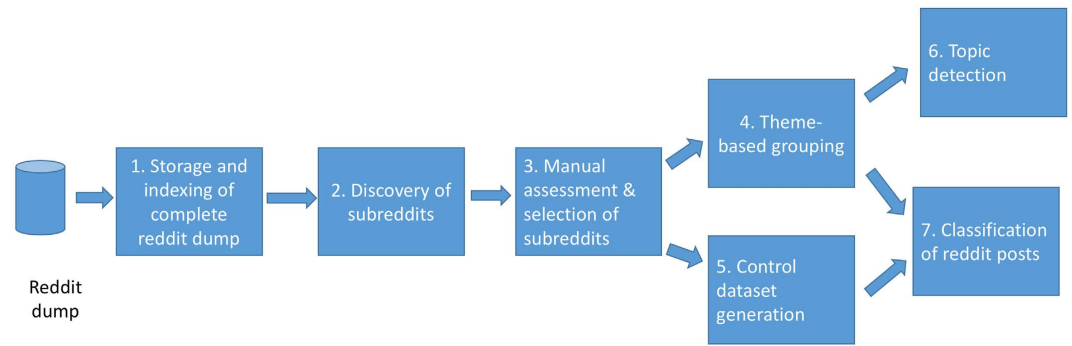 Reddit
dump
1. Storage and
indexing of
complete
reddit dump
2. Discovery of
subreddits
3. Manual
assessment &
selection of
subreddits
4. Theme-
based grouping
5. Control
dataset
generation
6. Topic
detection
7. Classification
of reddit posts